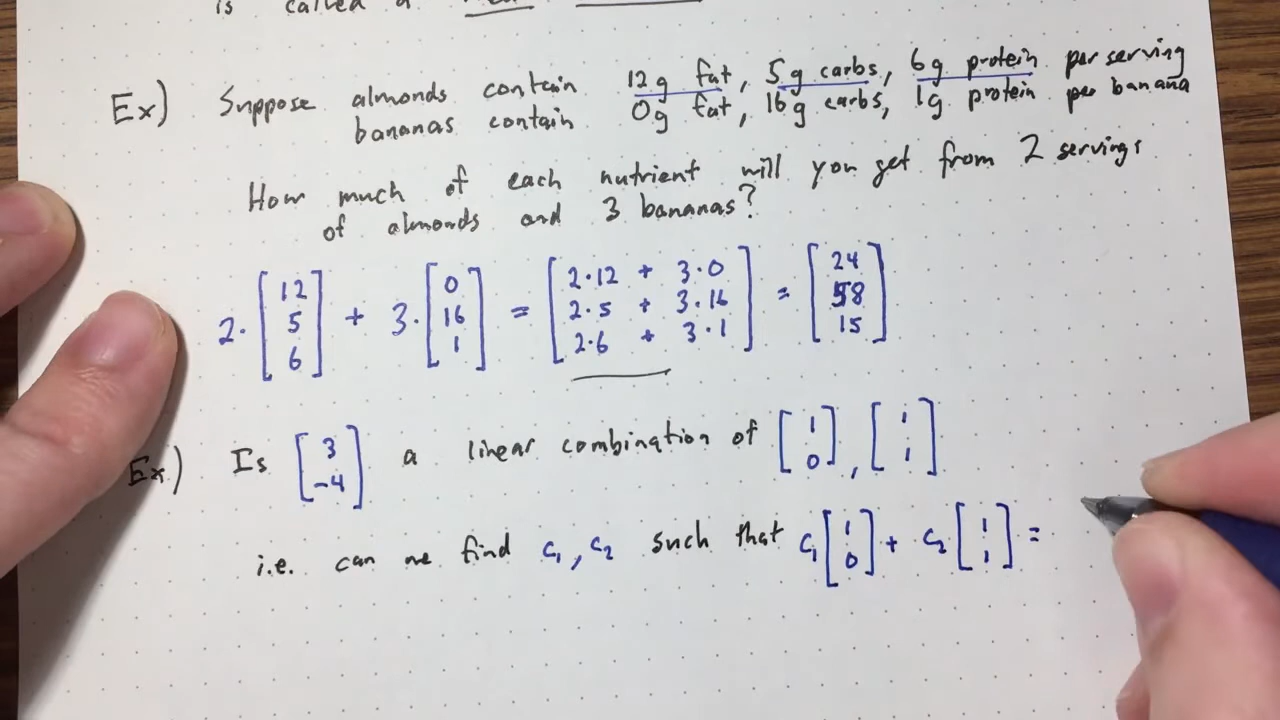 is called a
Ex) Suppose almonds contain 12g fat, 5g carbs, 6g protein per serving
bananas contain 0g fat, 16g carbs, 1g protein per banana
How much of each nutrient will you get from 2 servings
of almonds and 3 bananas?
2·[12 5 6] + 3·[0 16 1] = [2·12 + 3·0 2·5 + 3·16 2·6 + 3·1] = [24 58 15]
Ex) Is [3 -4] a linear combination of [1 0], [1 1]
i.e. can we find c₁, c₂ such that c₁[1 0] + c₂[1 1] =